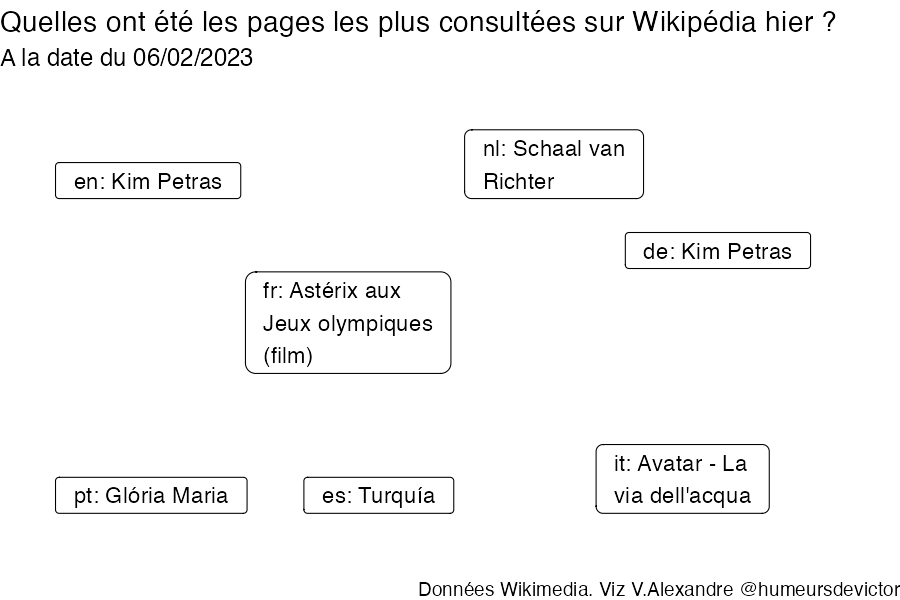 Quelles ont été les pages les plus consultées sur Wikipédia hier ?
A la date du 06/02/2023
nl: Schaal van
Richter
en: Kim Petras
de: Kim Petras
fr: Astérix aux
Jeux olympiques
(film)
it: Avatar - La
via dell'acqua
pt: Glória Maria
es: Turquía
Données Wikimedia. Viz V.Alexandre @humeursdevictor